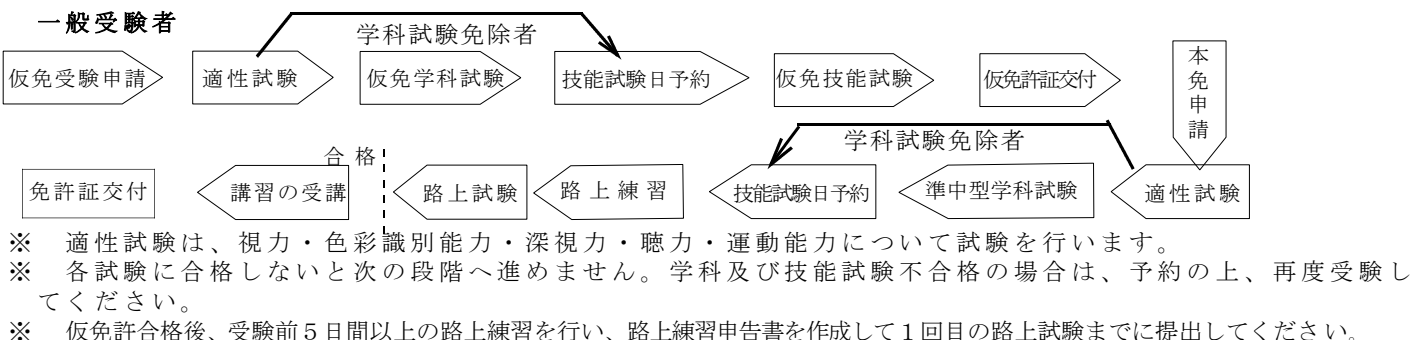 一般受験者
学科試験免除者
仮免受験申請 適性試験 仮免学科試験 技能試験日予約 仮免技能試験 仮免許証交付 本免申請
学科試験免除者
合格
免許証交付 講習の受講 路上試験 路上練習 技能試験日予約 準中型学科試験 適性試験
※ 適性試験は、視力・色彩識別能力・深視力・聴力・運動能力について試験を行います。
※ 各試験に合格しないと次の段階へ進めません。学科及び技能試験不合格の場合は、予約の上、再度受験し
てください。
※ 仮免許合格後、受験前5日間以上の路上練習を行い、路上練習申告書を作成して1回目の路上試験までに提出してください。